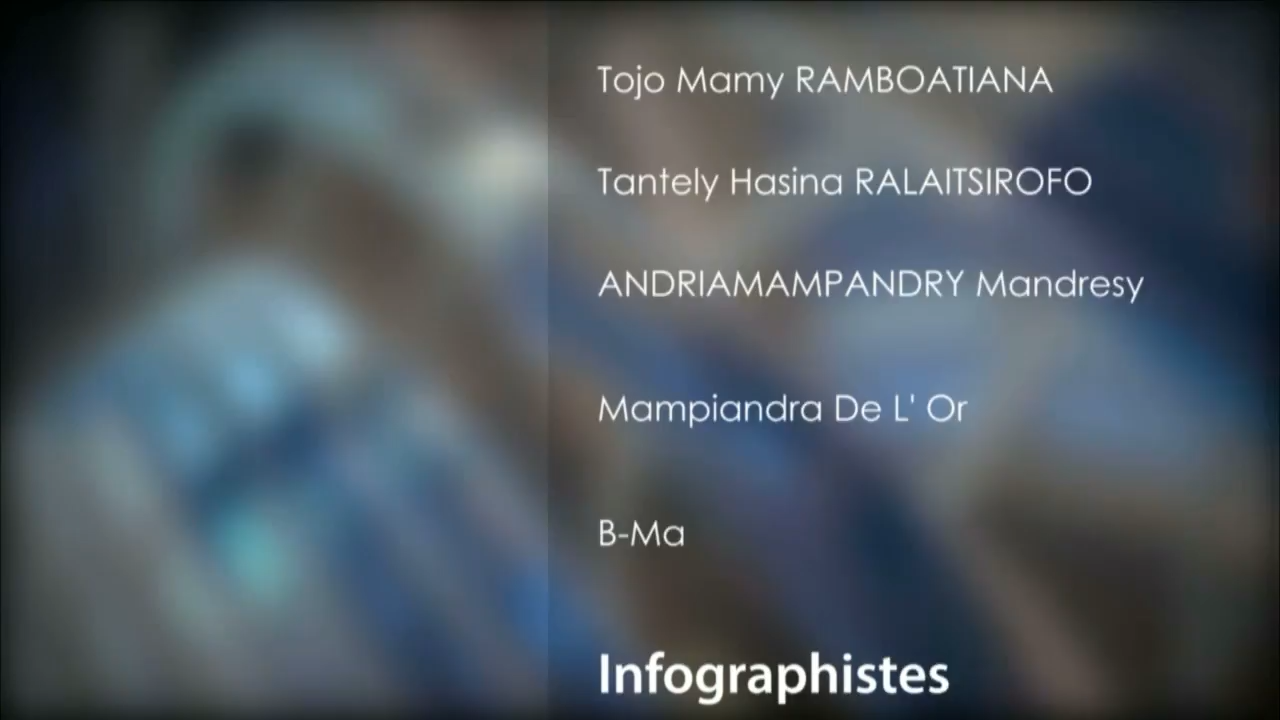 Tojo Mamy RAMBOATIANA
Tantely Hasina RALAITSIROFO
ANDRIAMAMPANDRY Mandresy
Mampiandra De L' Or
B-Ma
Infographistes